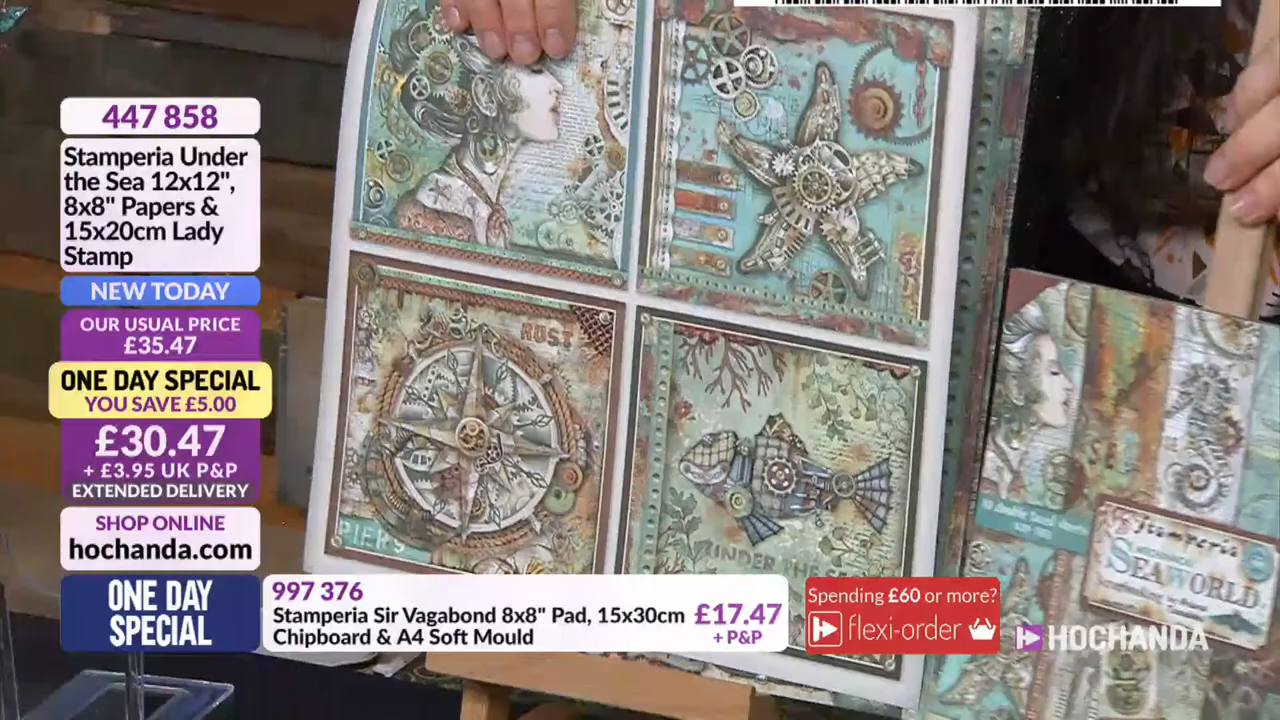 447 858
Stamperia Under
the Sea 12x12",
8x8" Papers &
15x20cm Lady
Stamp
NEW TODAY
OUR USUAL PRICE
£35.47
ONE DAY SPECIAL
YOU SAVE £5.00
£30.47
+ £3.95 UK P&P
EXTENDED DELIVERY
SHOP ONLINE
hochanda.com
ONE DAY
SPECIAL
997 376
Stamperia Sir Vagabond 8x8" Pad, 15x30cm
Chipboard & A4 Soft Mould
£17.47
+ P&P
Spending £60 or more?
flexi-order
HOCHANDA
RUST
PIERS
UNDER THE SEA
Stamperia
SEAWORLD